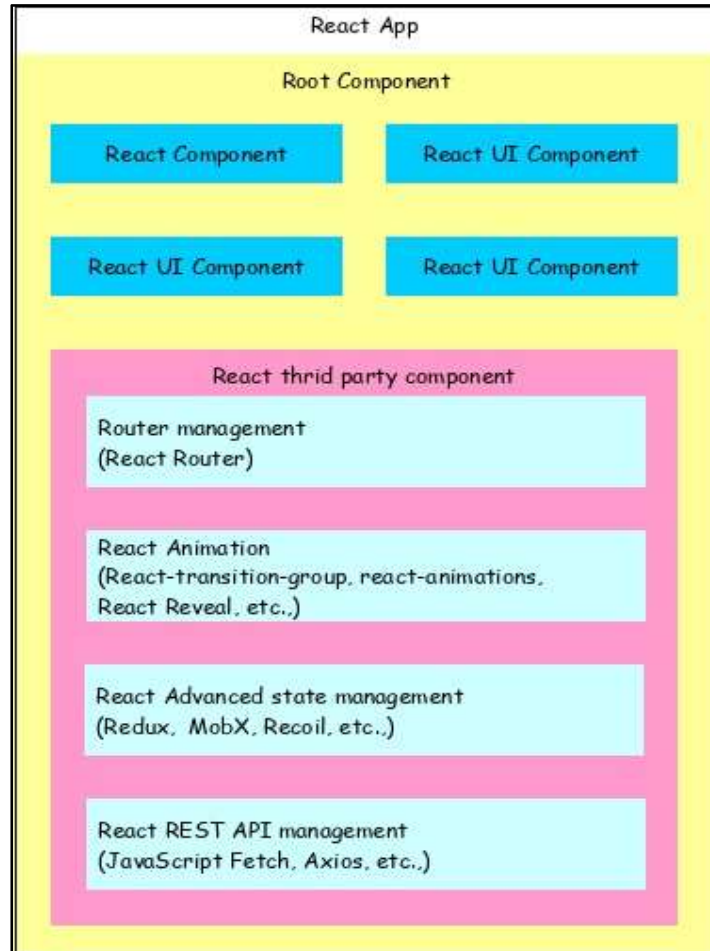 React App
Root Component
React Component
React UI Component
React UI Component
React UI Component
React thrid party component
Router management
(React Router)
React Animation
(React-transition-group, react-animations,
React Reveal, etc.,)
React Advanced state management
(Redux, MobX, Recoil, etc.,)
React REST API management
(JavaScript Fetch, Axios, etc.,)